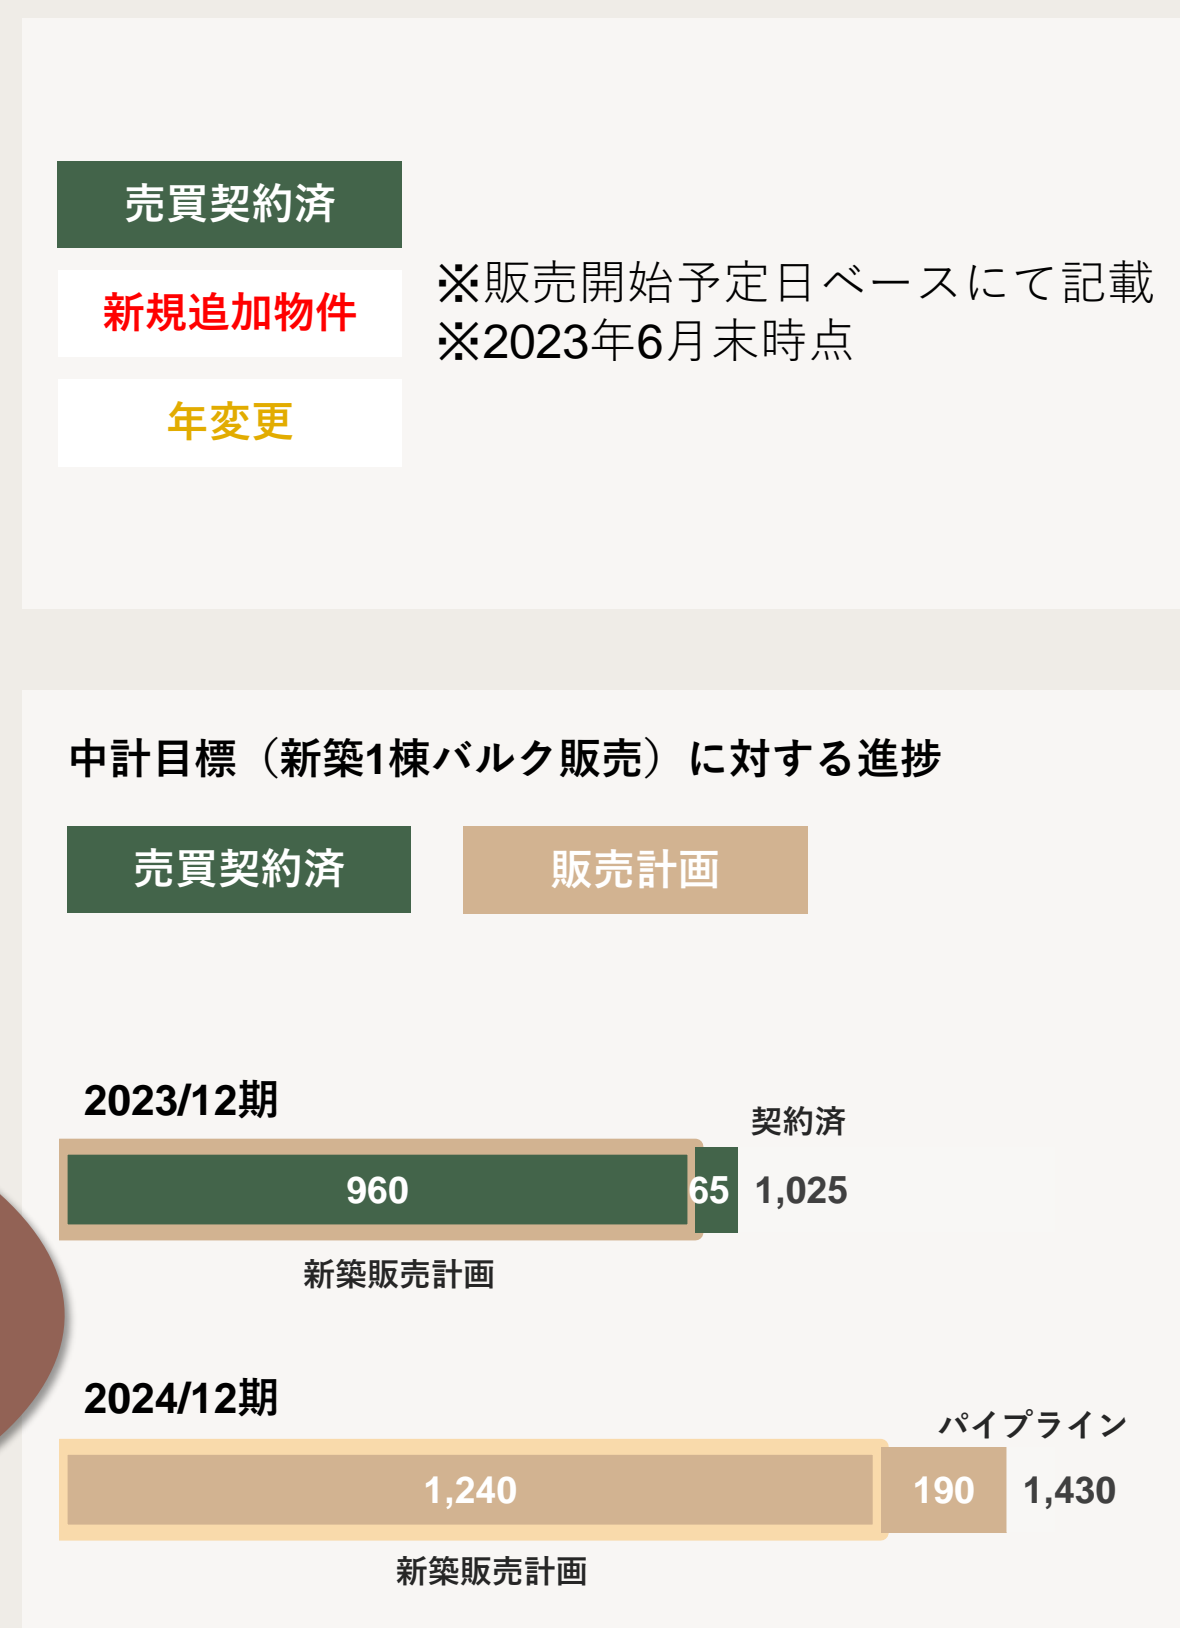 売買契約済
新規追加物件
年変更
※販売開始予定日ベースにて記載
※2023年6月末時点
中計目標（新築1棟バルク販売）に対する進捗
売買契約済
販売計画
2023/12期
契約済
960
65
1,025
新築販売計画
2024/12期
パイプライン
1,240
190
1,430
新築販売計画